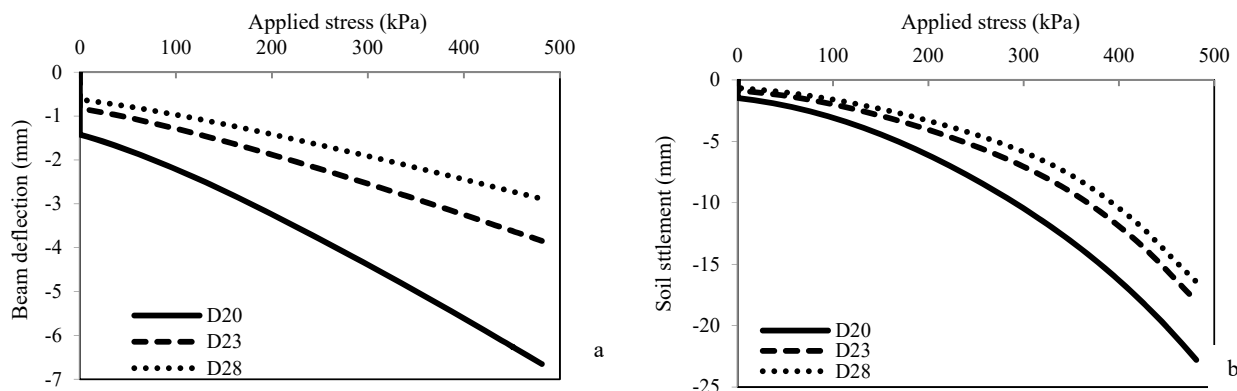 Applied stress (kPa)
0 100 200 300 400 500
0
-1
-2
-3
-4
-5
-6
-7
Beam deflection (mm)
D20
D23
D28
a
Applied stress (kPa)
0 100 200 300 400 500
0
-5
-10
-15
-20
-25
Soil sttlement (mm)
D20
D23
D28
b